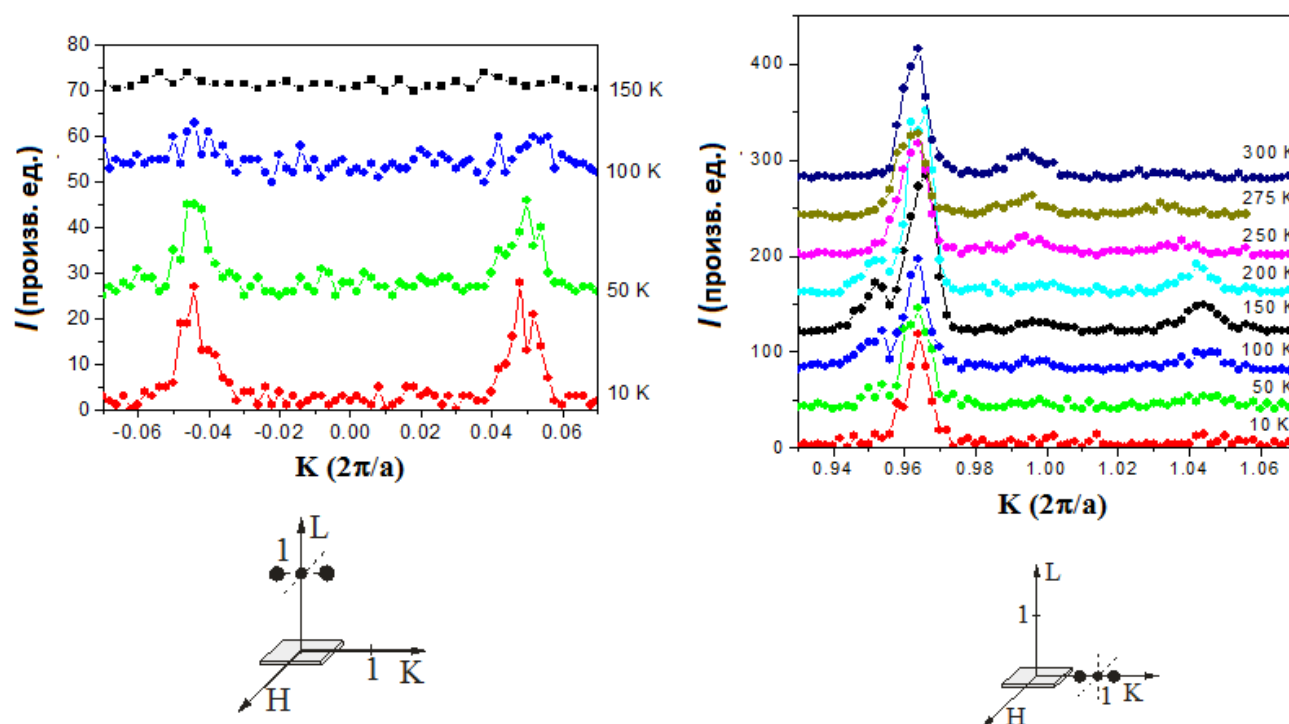 80
70
60
50
40
30
20
10
0
I (произв. ед.)
150 K
100 K
50 K
10 K
-0.06 -0.04 -0.02 0.00 0.02 0.04 0.06
K (2π/a)
L
1
1
K
H
400
300
200
100
0
I (произв. ед.)
300 K
275 K
250 K
200 K
150 K
100 K
50 K
10 K
0.94 0.96 0.98 1.00 1.02 1.04 1.06
K (2π/a)
L
1
1
K
H